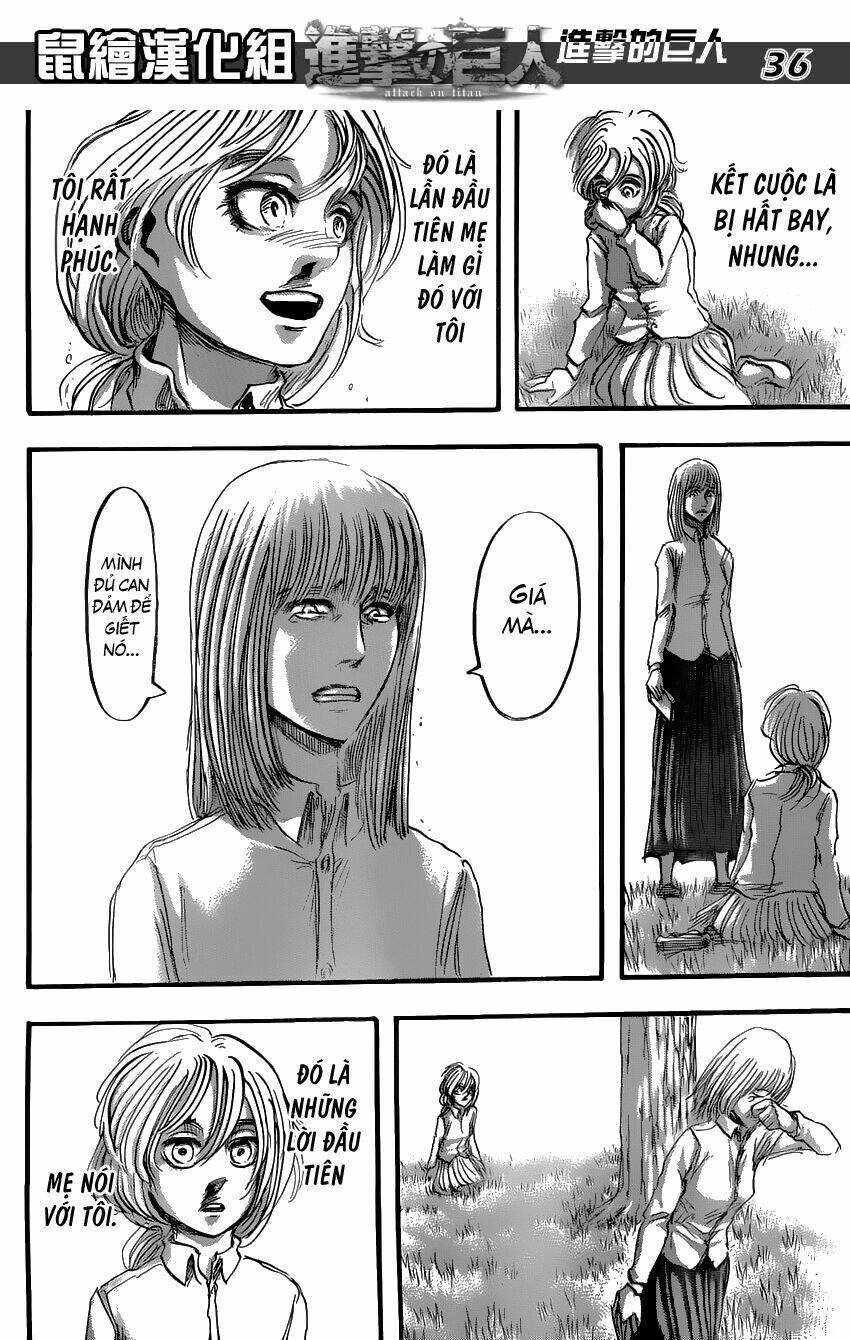 鼠繪漢化組
進撃の巨人
attack on titan
進擊的巨人
36
KẾT CUỘC LÀ
BỊ HẤT BAY,
NHƯNG...
ĐÓ LÀ
LẦN ĐẦU
TIÊN MẸ
LÀM GÌ
ĐÓ VỚI
TÔI
TÔI RẤT
HẠNH
PHÚC.
GIÁ
MÀ...
MÌNH
ĐỦ CAN
ĐẢM ĐỂ
GIẾT
NÓ...
ĐÓ LÀ
NHỮNG
LỜI ĐẦU
TIÊN
MẸ NÓI
VỚI TÔI.